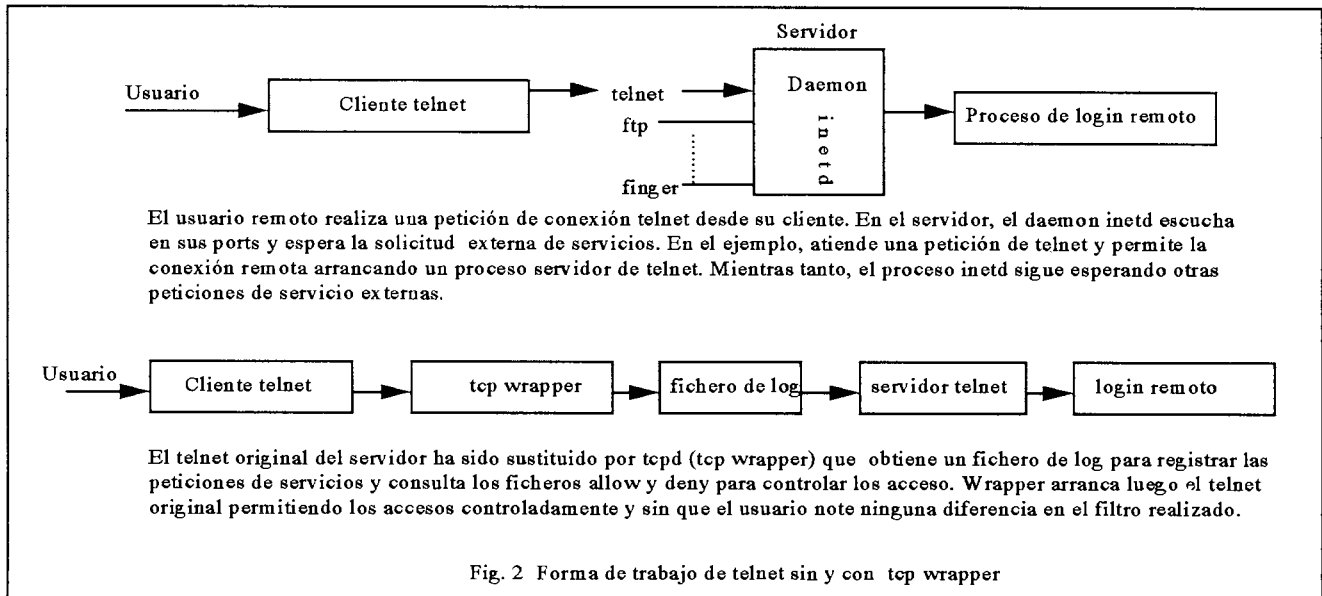 Servidor
Usuario
Cliente telnet
telnet
ftp
finger
Daemon
inetd
Proceso de login remoto
El usuario remoto realiza una petición de conexión telnet desde su cliente. En el servidor, el daemon inetd escucha
en sus ports y espera la solicitud externa de servicios. En el ejemplo, atiende una petición de telnet y permite la
conexión remota arrancando un proceso servidor de telnet. Mientras tanto, el proceso inetd sigue esperando otras
peticiones de servicio externas.
Usuario
Cliente telnet
tcp wrapper
fichero de log
servidor telnet
login remoto
El telnet original del servidor ha sido sustituido por tcpd (tcp wrapper) que obtiene un fichero de log para registrar las
peticiones de servicios y consulta los ficheros allow y deny para controlar los acceso. Wrapper arranca luego el telnet
original permitiendo los accesos controladamente y sin que el usuario note ninguna diferencia en el filtro realizado.
Fig. 2 Forma de trabajo de telnet sin y con tcp wrapper